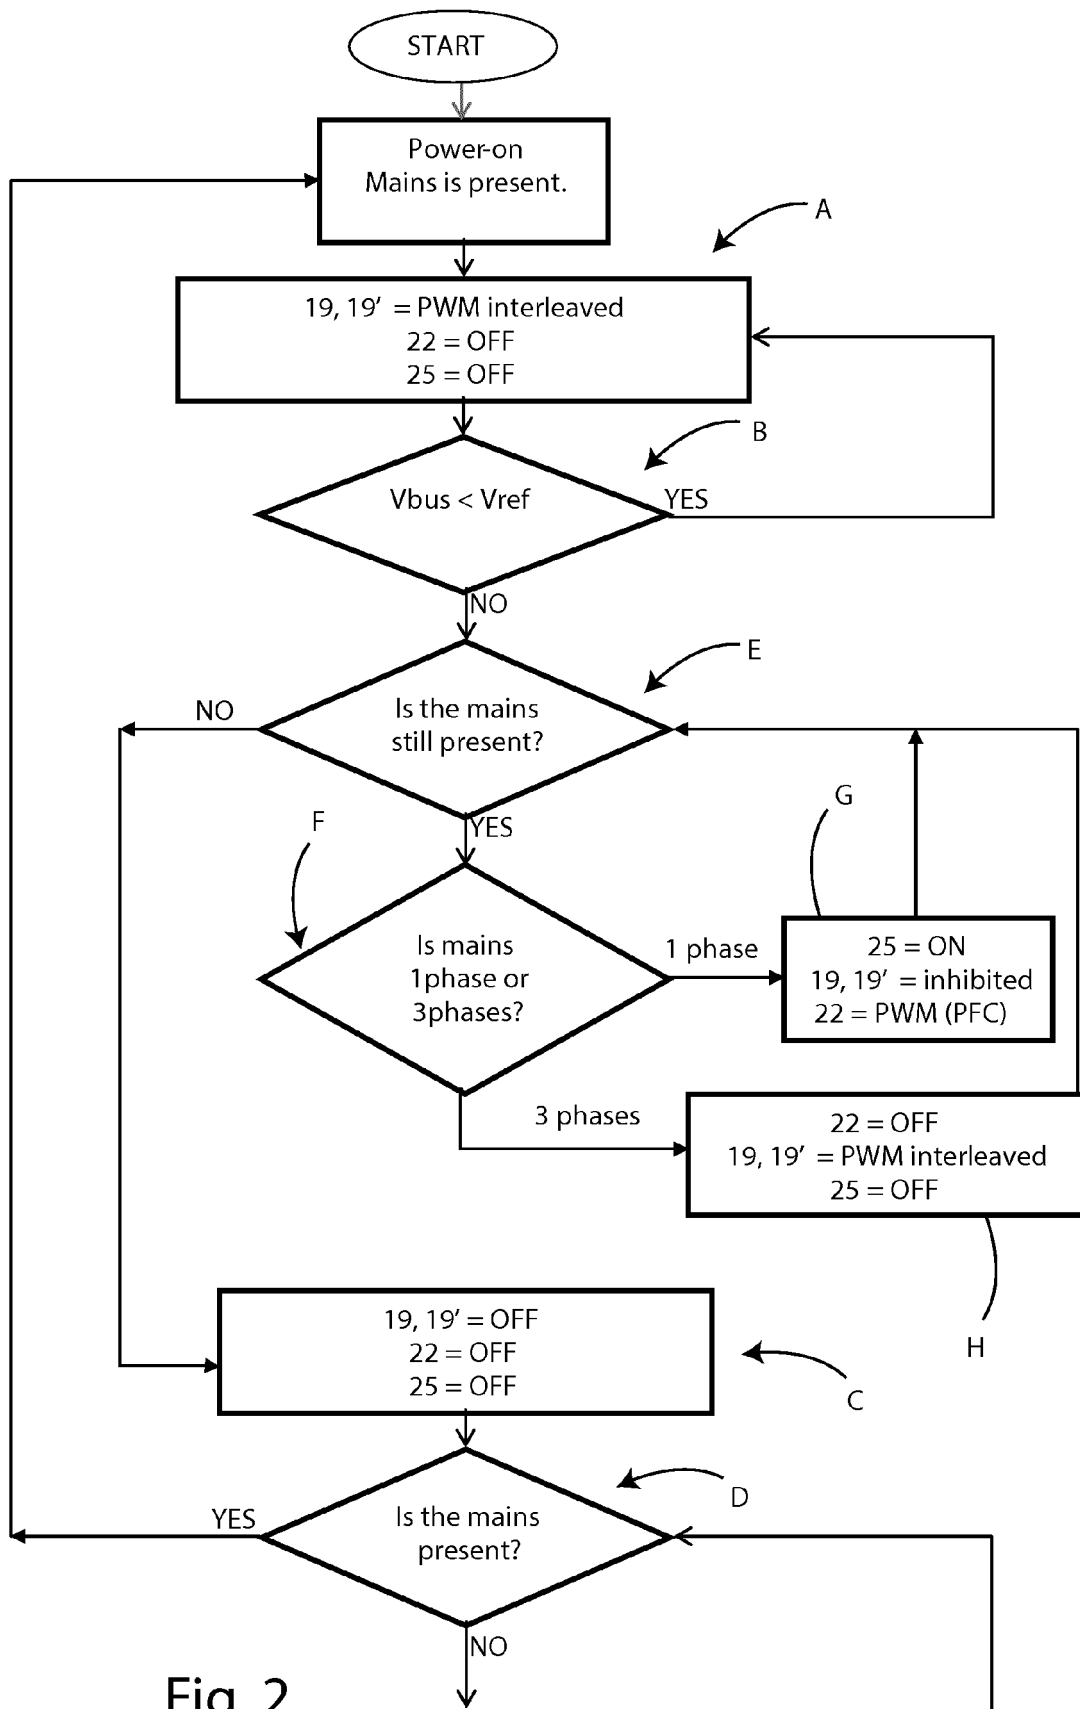 START
Power-on
Mains is present.
A
19, 19′ = PWM interleaved
22 = OFF
25 = OFF
B
Vbus < Vref
YES
NO
E
Is the mains
still present?
NO
YES
G
F
Is mains
1phase or
3phases?
1 phase
25 = ON
19, 19′ = inhibited
22 = PWM (PFC)
3 phases
22 = OFF
19, 19′ = PWM interleaved
25 = OFF
H
19, 19′ = OFF
22 = OFF
25 = OFF
C
D
YES
Is the mains
present?
NO
Fig. 2